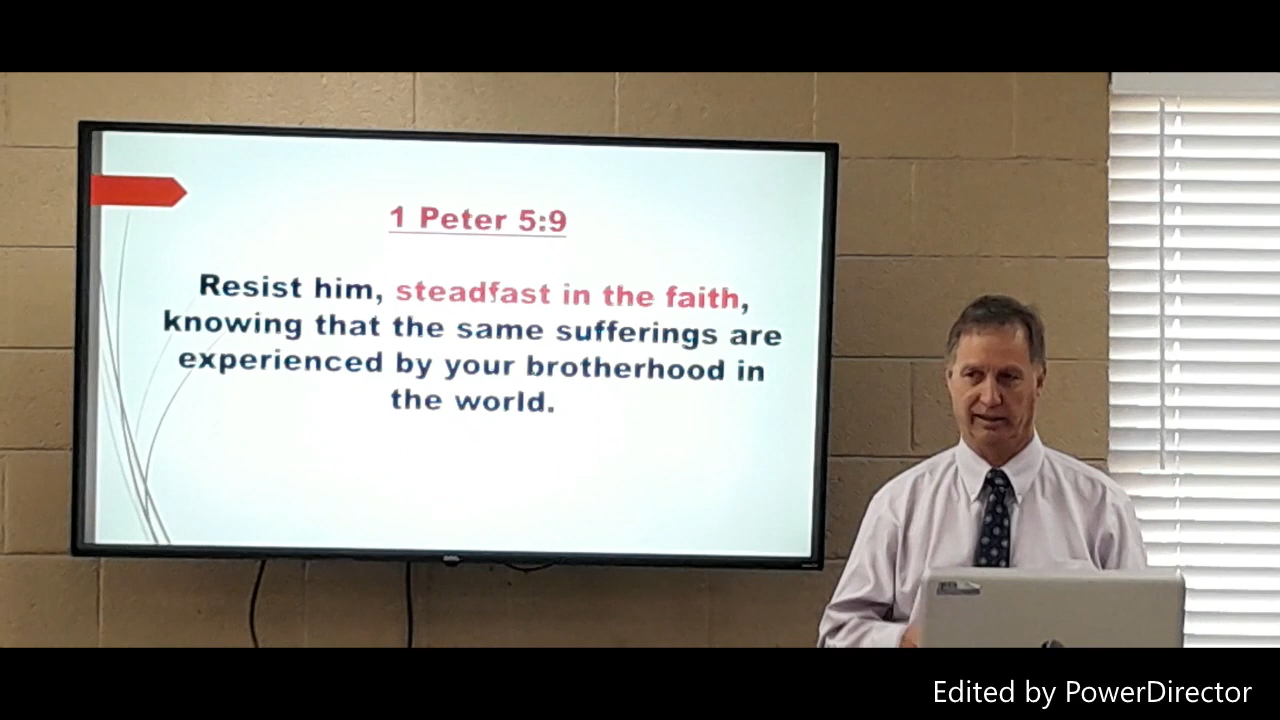 1 Peter 5:9
Resist him, steadfast in the faith,
knowing that the same sufferings are
experienced by your brotherhood in
the world.
Edited by PowerDirector